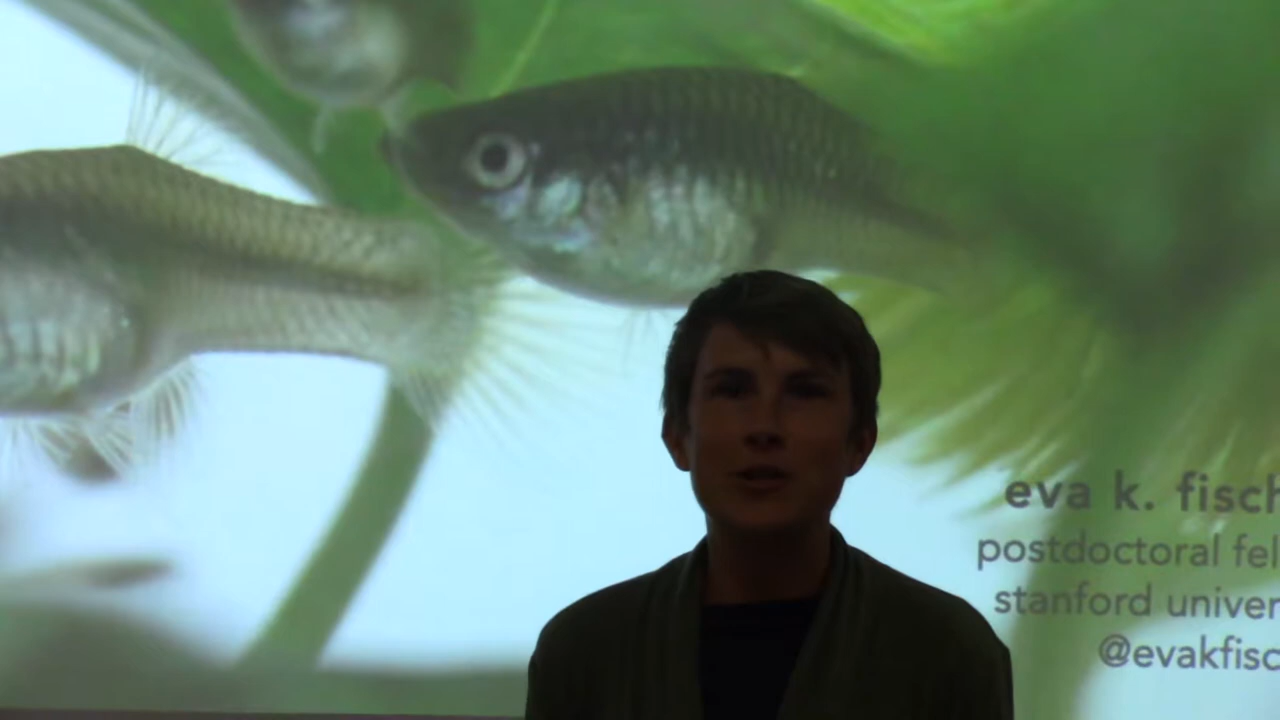 eva k. fisch
postdoctoral fel
stanford univer
@evakfisc